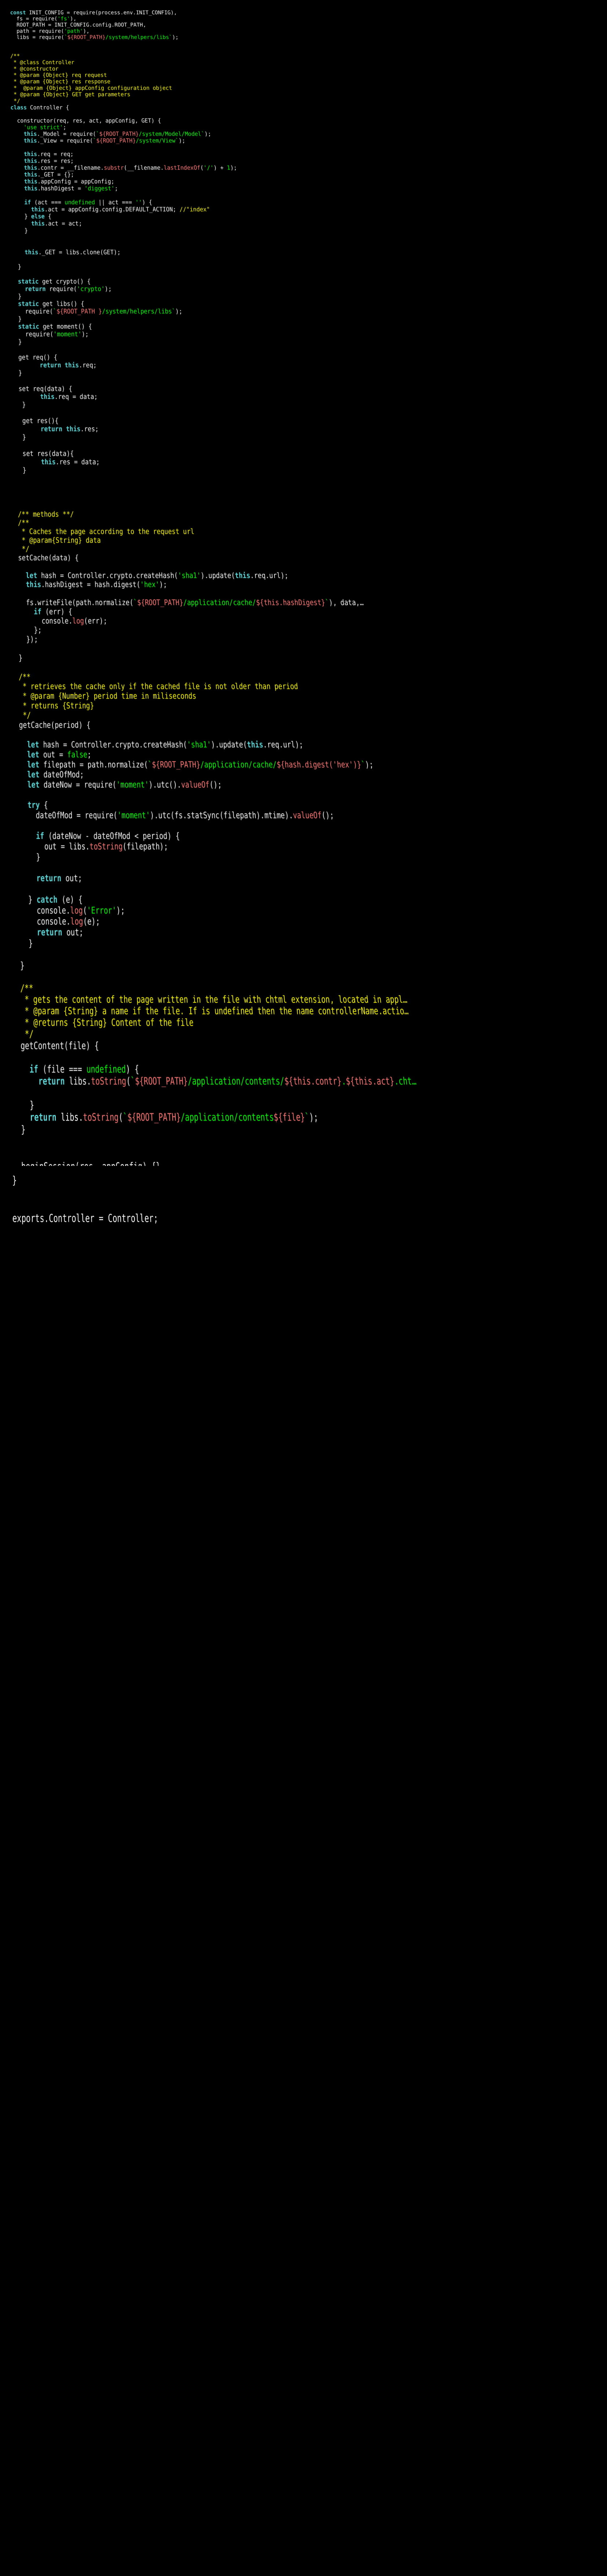 const INIT_CONFIG = require(process.env.INIT_CONFIG),
  fs = require('fs'),
  ROOT_PATH = INIT_CONFIG.config.ROOT_PATH,
  path = require('path'),
  libs = require(`${ROOT_PATH}/system/helpers/libs`);
/**
 * @class Controller
 * @constructor
 * @param {Object} req request
 * @param {Object} res response
 *  @param {Object} appConfig configuration object
 * @param {Object} GET get parameters
 */
class Controller {
  constructor(req, res, act, appConfig, GET) {
    'use strict';
    this._Model = require(`${ROOT_PATH}/system/Model/Model`);
    this._View = require(`${ROOT_PATH}/system/View`);
    this.req = req;
    this.res = res;
    this.contr = __filename.substr(__filename.lastIndexOf('/') + 1);
    this._GET = {};
    this.appConfig = appConfig;
    this.hashDigest = 'diggest';
    if (act === undefined || act === '') {
      this.act = appConfig.config.DEFAULT_ACTION; //"index"
    } else {
      this.act = act;
    }
    this._GET = libs.clone(GET);
  }
  static get crypto() {
    return require('crypto');
  }
  static get libs() {
    require(`${ROOT_PATH }/system/helpers/libs`);
  }
  static get moment() {
    require('moment');
  }
  get req() {
        return this.req;
  }
  set req(data) {
        this.req = data;
   }
   get res(){
        return this.res;
   }
   set res(data){
        this.res = data;
   }
  /** methods **/
  /**
   * Caches the page according to the request url
   * @param{String} data
   */
  setCache(data) {
    let hash = Controller.crypto.createHash('sha1').update(this.req.url);
    this.hashDigest = hash.digest('hex');
    fs.writeFile(path.normalize(`${ROOT_PATH}/application/cache/${this.hashDigest}`), data,…
      if (err) {
        console.log(err);
      };
    });
  }
  /**
   * retrieves the cache only if the cached file is not older than period
   * @param {Number} period time in miliseconds
   * returns {String}
   */
  getCache(period) {
    let hash = Controller.crypto.createHash('sha1').update(this.req.url);
    let out = false;
    let filepath = path.normalize(`${ROOT_PATH}/application/cache/${hash.digest('hex')}`);
    let dateOfMod;
    let dateNow = require('moment').utc().valueOf();
    try {
      dateOfMod = require('moment').utc(fs.statSync(filepath).mtime).valueOf();
      if (dateNow - dateOfMod < period) {
        out = libs.toString(filepath);
      }
      return out;
    } catch (e) {
      console.log('Error');
      console.log(e);
      return out;
    }
  }
  /**
   * gets the content of the page written in the file with chtml extension, located in appl…
   * @param {String} a name if the file. If is undefined then the name controllerName.actio…
   * @returns {String} Content of the file
   */
  getContent(file) {
    if (file === undefined) {
      return libs.toString(`${ROOT_PATH}/application/contents/${this.contr}.${this.act}.cht…
    }
    return libs.toString(`${ROOT_PATH}/application/contents${file}`);
  }
  beginSession(res, appConfig) {}
}
exports.Controller = Controller;